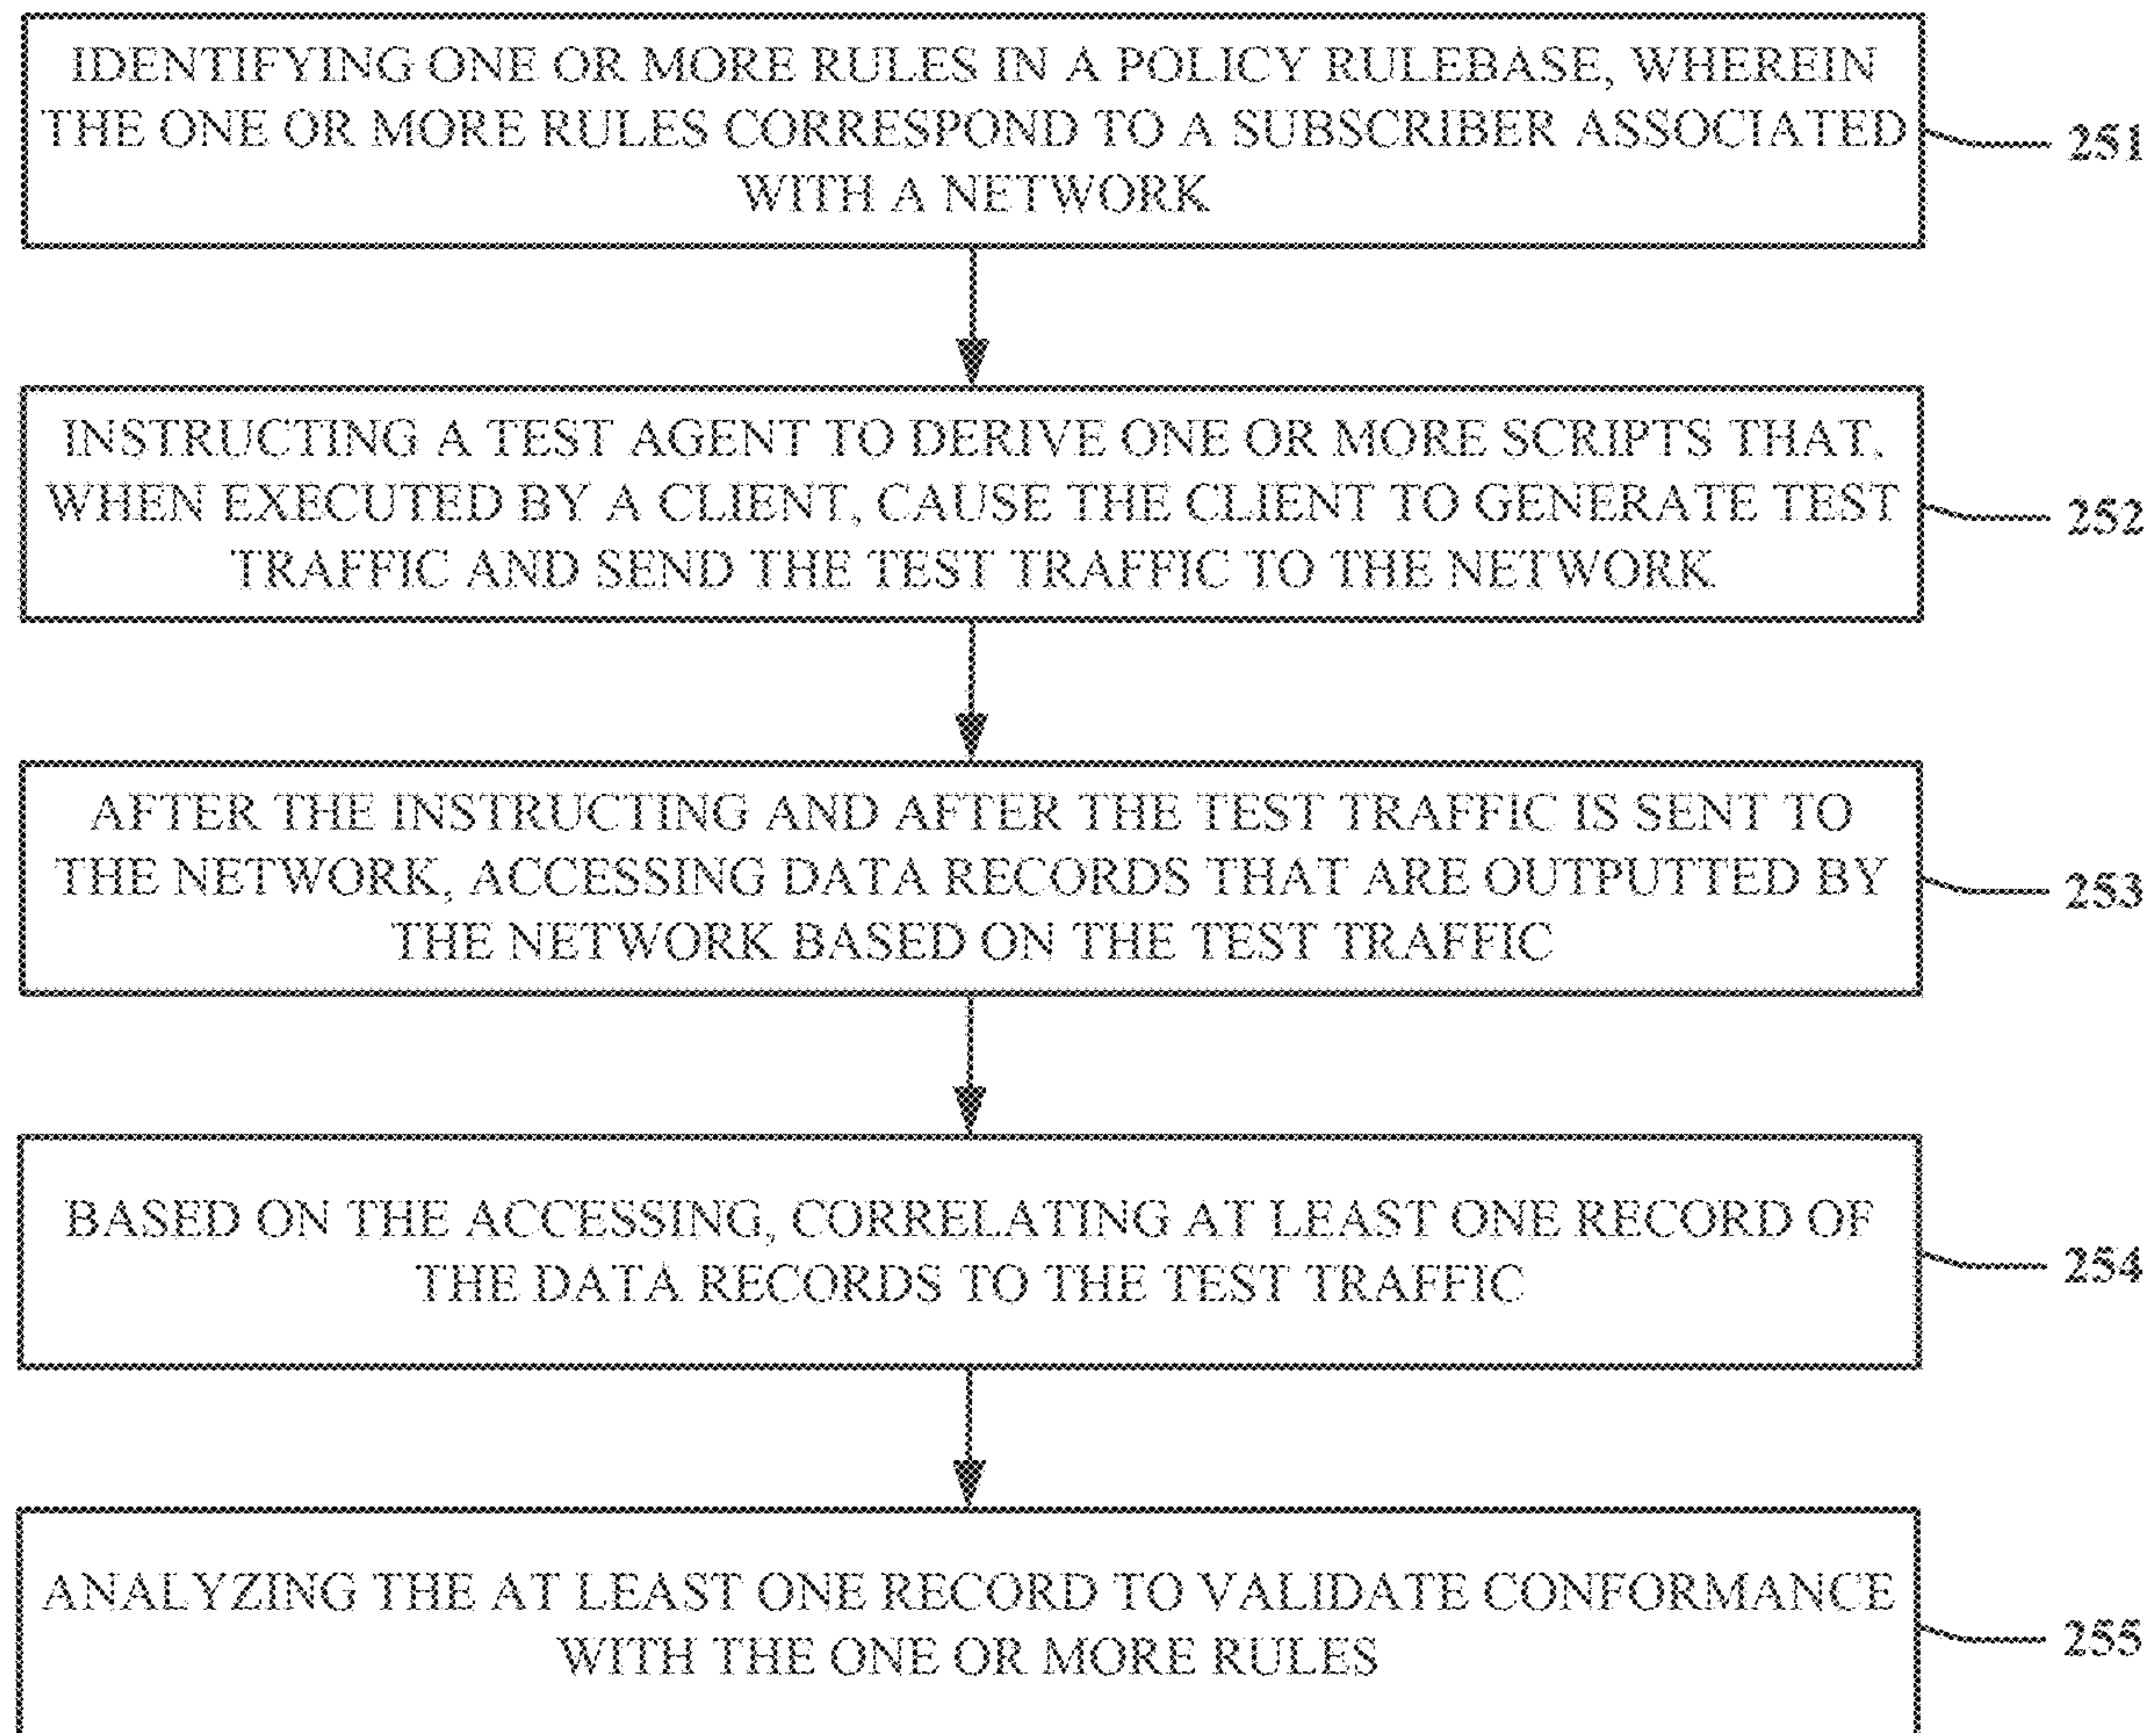 IDENTIFYING ONE OR MORE RULES IN A POLICY RULEBASE, WHEREIN
THE ONE OR MORE RULES CORRESPOND TO A SUBSCRIBER ASSOCIATED
WITH A NETWORK
251
INSTRUCTING A TEST AGENT TO DERIVE ONE OR MORE SCRIPTS THAT,
WHEN EXECUTED BY A CLIENT, CAUSE THE CLIENT TO GENERATE TEST
TRAFFIC AND SEND THE TEST TRAFFIC TO THE NETWORK
252
AFTER THE INSTRUCTING AND AFTER THE TEST TRAFFIC IS SENT TO
THE NETWORK, ACCESSING DATA RECORDS THAT ARE OUTPUTTED BY
THE NETWORK BASED ON THE TEST TRAFFIC
253
BASED ON THE ACCESSING, CORRELATING AT LEAST ONE RECORD OF
THE DATA RECORDS TO THE TEST TRAFFIC
254
ANALYZING THE AT LEAST ONE RECORD TO VALIDATE CONFORMANCE
WITH THE ONE OR MORE RULES
255